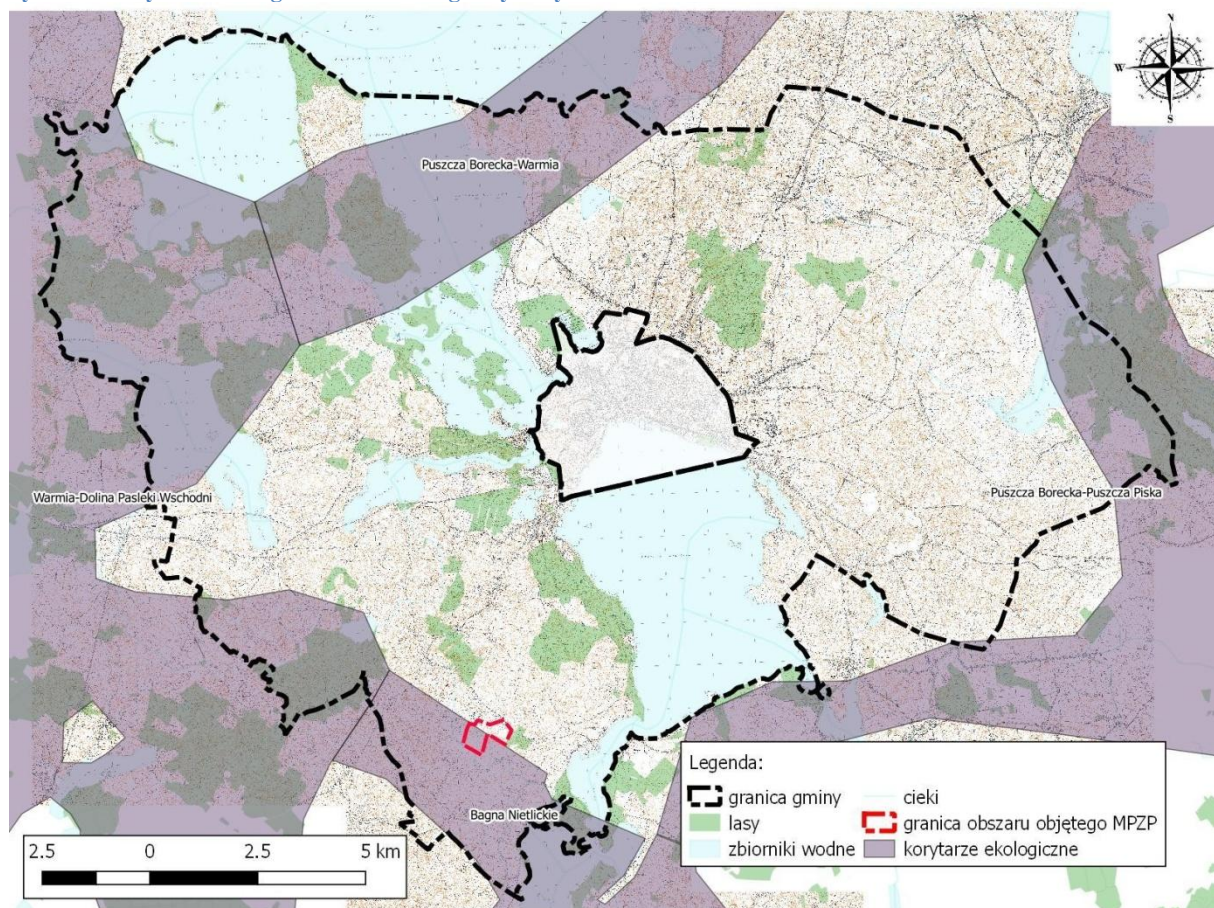 N
W
S
Puszcza Borecka-Warmia
Warmia-Dolina Pasłeki Wschodni
Puszcza Borecka-Puszcza Piska
Bagna Nietlickie
Legenda:
granica gminy
cieki
lasy
granica obszaru objętego MPZP
zbiorniki wodne
korytarze ekologiczne
2.5 0 2.5 5 km